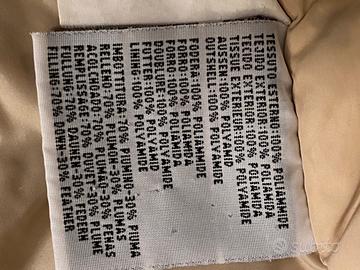 TESSUTO ESTERNO:100% POLIAMMIDE
TEJIDO EXTERIOR:100% POLIAMIDA
TECIDO EXTERIOR:100% POLIAMIDA
TISSUE EXTERIOR:100% POLYAMIDE
AUSSEN:100% POLYAMID
AUTSELL:100% POLYAMIDE
FODERA:100% POLIAMMIDE
FORRO:100% POLIAMIDA
FORRO:100% POLIAMIDA
DOUBLURE:100% POLYAMIDE
FUTTER:100% POLYAMID
LINING:100% POLYAMIDE
IMBOTTITURA:70% PIUMINO-30% PIUMA
RELLENO:70% PLUMON-30% PLUMAS
70% PLUMAO-30% PENAS
REMPLISSAGE:70% DUVET-30% PLUME
FULLUNG:70% DAUNEN-30% FEDERN
FILLING:70% DOWN-30% FEATHER
subito